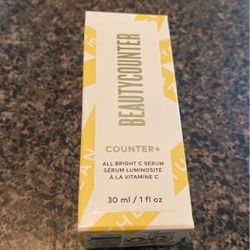 BEAUTYCOUNTER
COUNTER+
ALL BRIGHT C SERUM
SÉRUM LUMINOSITÉ
À LA VITAMINE C
30 ml / 1 fl oz